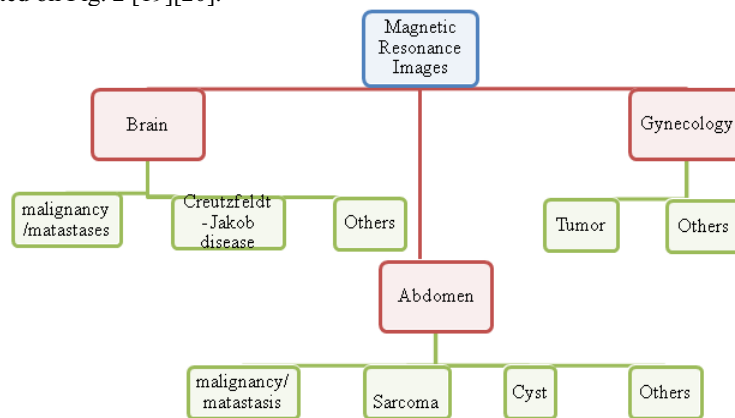 Magnetic
Resonance
Images
Brain
Gynecology
malignancy
/matastases
Creutzfeldt
-Jakob
disease
Others
Tumor
Others
Abdomen
malignancy/
matastasis
Sarcoma
Cyst
Others